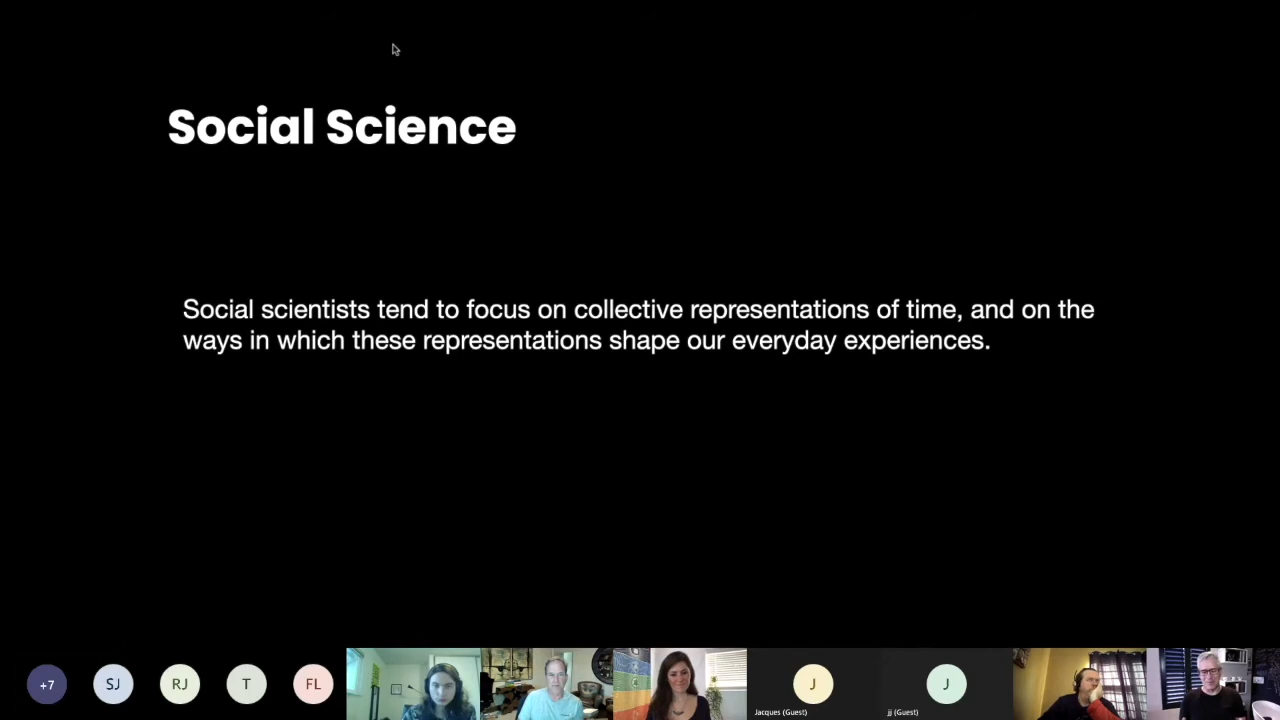 Social Science
Social scientists tend to focus on collective representations of time, and on the
ways in which these representations shape our everyday experiences.
+7
SJ
RJ
T
FL
J
Jacques (Guest)
J
jj (Guest)